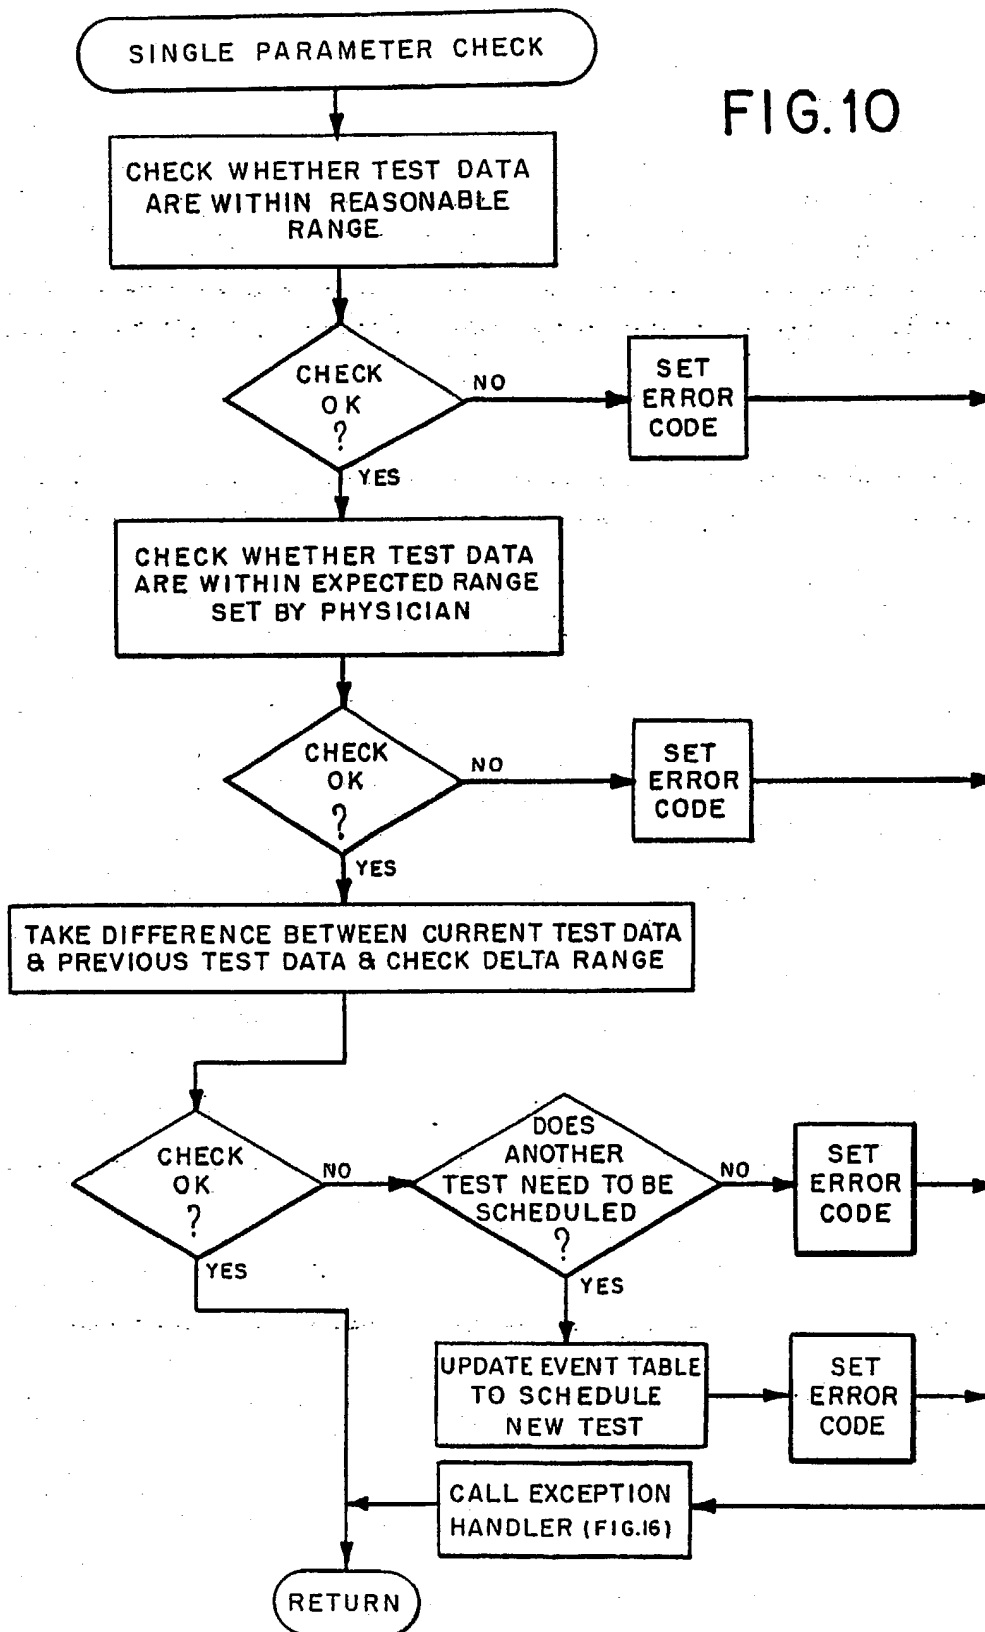 SINGLE PARAMETER CHECK
FIG.10
CHECK WHETHER TEST DATA
ARE WITHIN REASONABLE
RANGE
CHECK
OK
?
NO
SET
ERROR
CODE
YES
CHECK WHETHER TEST DATA
ARE WITHIN EXPECTED RANGE
SET BY PHYSICIAN
CHECK
OK
?
NO
SET
ERROR
CODE
YES
TAKE DIFFERENCE BETWEEN CURRENT TEST DATA
& PREVIOUS TEST DATA & CHECK DELTA RANGE
CHECK
OK
?
NO
DOES
ANOTHER
TEST NEED TO BE
SCHEDULED
?
NO
SET
ERROR
CODE
YES
YES
UPDATE EVENT TABLE
TO SCHEDULE
NEW TEST
SET
ERROR
CODE
CALL EXCEPTION
HANDLER (FIG.16)
RETURN